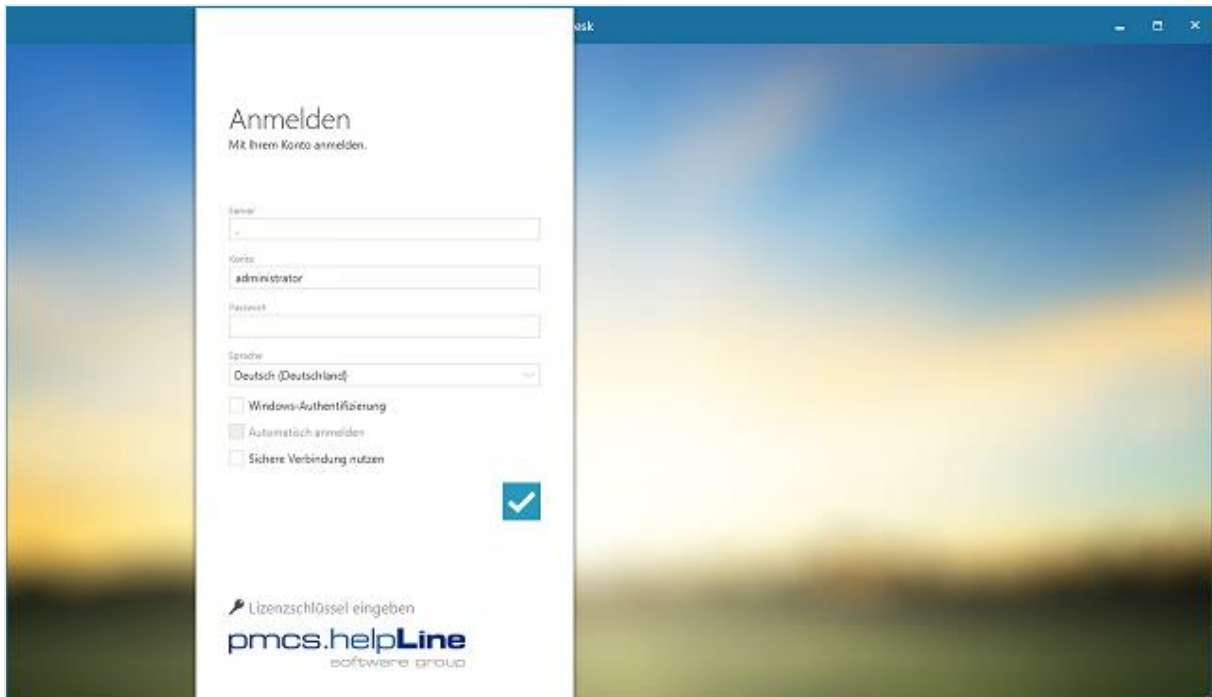 esk
Anmelden
Mit Ihrem Konto anmelden.
Server
.
Konto
administrator
Passwort
Sprache
Deutsch (Deutschland)
Windows-Authentifizierung
Automatisch anmelden
Sichere Verbindung nutzen
Lizenzschlüssel eingeben
pmcs.helpLine
software group